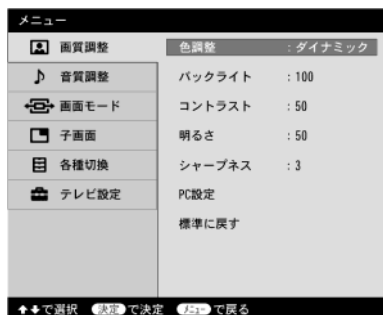 メニュー
画質調整
音質調整
画面モード
子画面
各種切換
テレビ設定
色調整 : ダイナミック
バックライト : 100
コントラスト : 50
明るさ : 50
シャープネス : 3
PC設定
標準に戻す
で選択 決定 で決定 メニュー で戻る